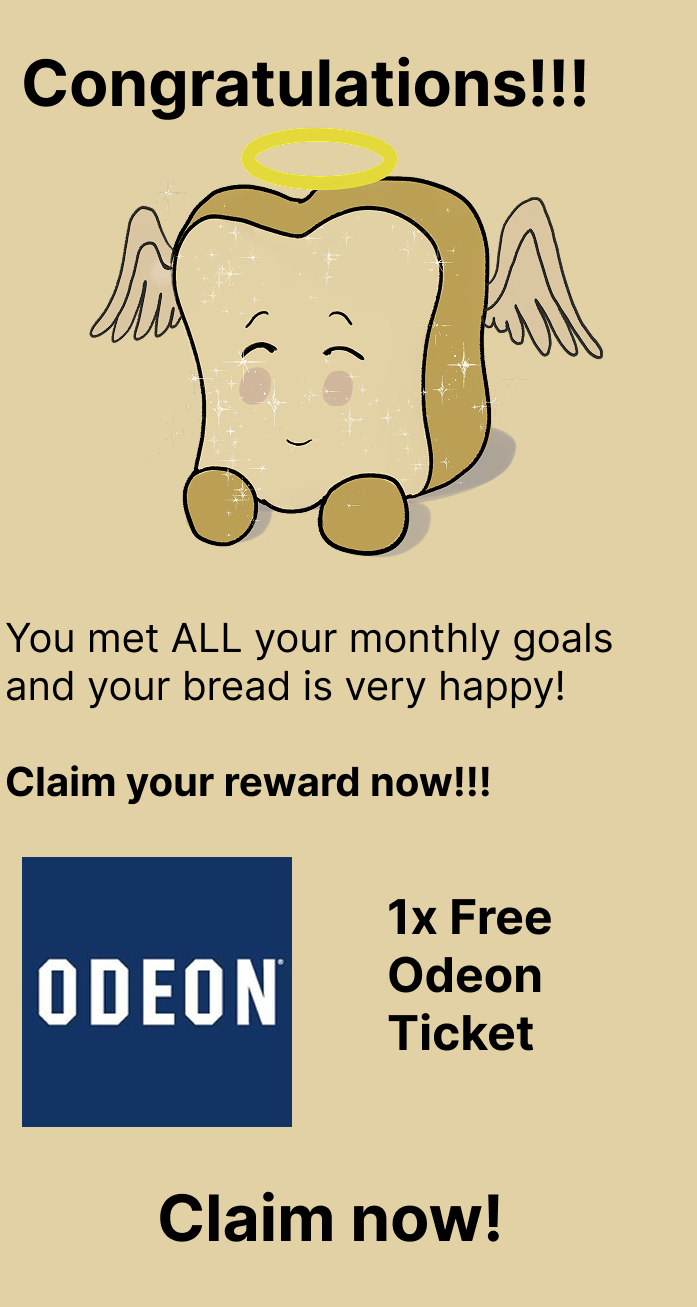 Congratulations!!!
You met ALL your monthly goals
and your bread is very happy!
Claim your reward now!!!
ODEON®
1x Free
Odeon
Ticket
Claim now!